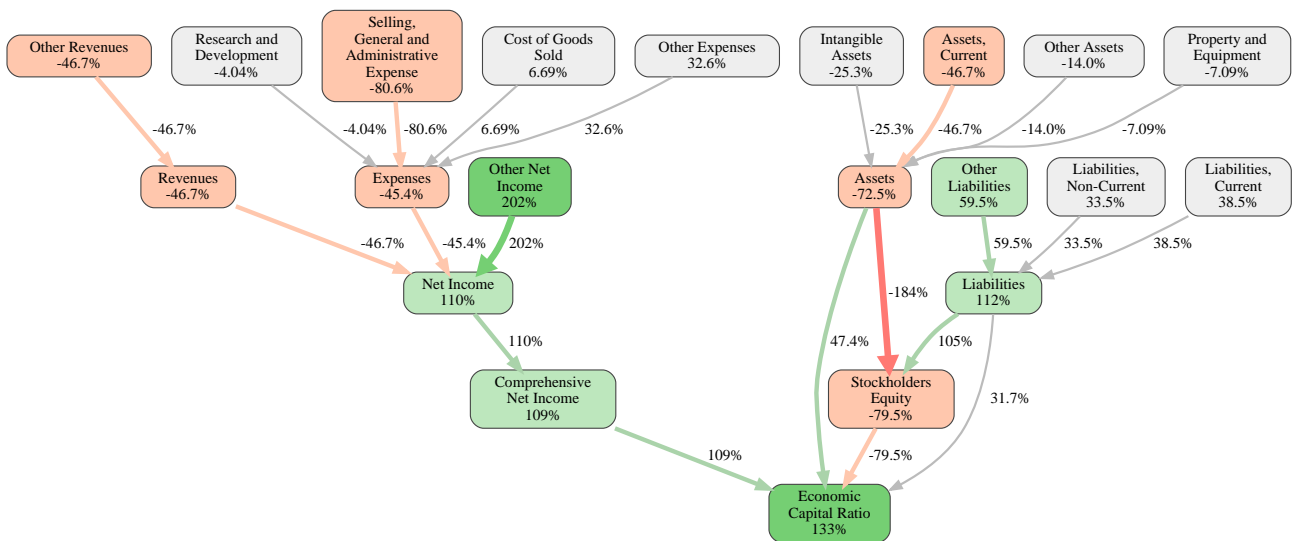 Other Revenues
-46.7%
Research and
Development
-4.04%
Selling,
General and
Administrative
Expense
-80.6%
Cost of Goods
Sold
6.69%
Other Expenses
32.6%
Intangible
Assets
-25.3%
Assets,
Current
-46.7%
Other Assets
-14.0%
Property and
Equipment
-7.09%
-46.7%
-4.04%
-80.6%
6.69%
32.6%
-25.3%
-46.7%
-14.0%
-7.09%
Revenues
-46.7%
Expenses
-45.4%
Other Net
Income
202%
Assets
-72.5%
Other
Liabilities
59.5%
Liabilities,
Non-Current
33.5%
Liabilities,
Current
38.5%
-46.7%
-45.4%
202%
59.5%
33.5%
38.5%
Net Income
110%
Liabilities
112%
-184%
110%
47.4%
105%
Comprehensive
Net Income
109%
Stockholders
Equity
-79.5%
31.7%
109%
-79.5%
Economic
Capital Ratio
133%